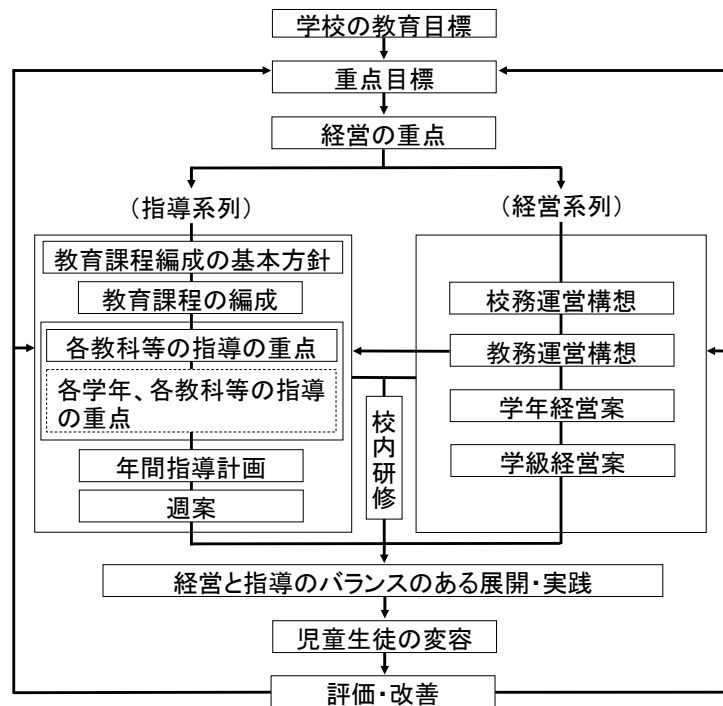 学校の教育目標
重点目標
経営の重点
（指導系列）
教育課程編成の基本方針
教育課程の編成
各教科等の指導の重点
各学年、各教科等の指導
の重点
年間指導計画
週案
校内研修
（経営系列）
校務運営構想
教務運営構想
学年経営案
学級経営案
経営と指導のバランスのある展開・実践
児童生徒の変容
評価・改善